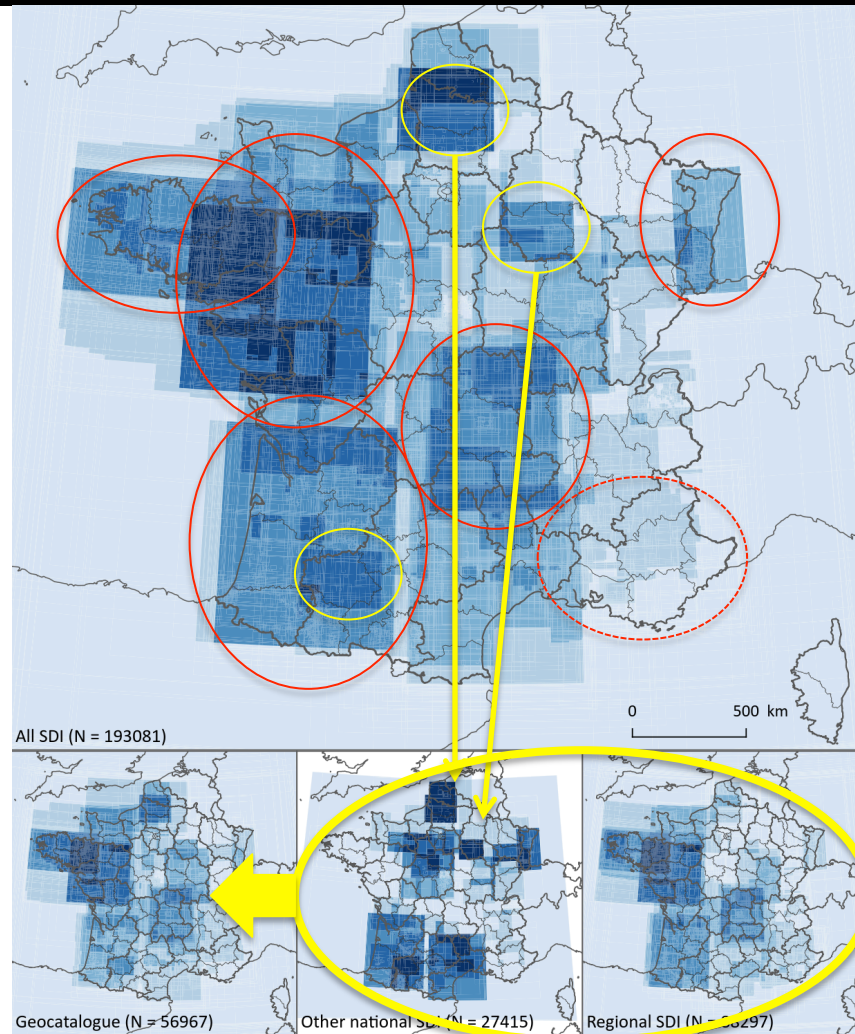 0 500 km
All SDI (N = 193081)
Geocatalogue (N = 56967)
Other national SDI (N = 27415)
Regional SDI (N =